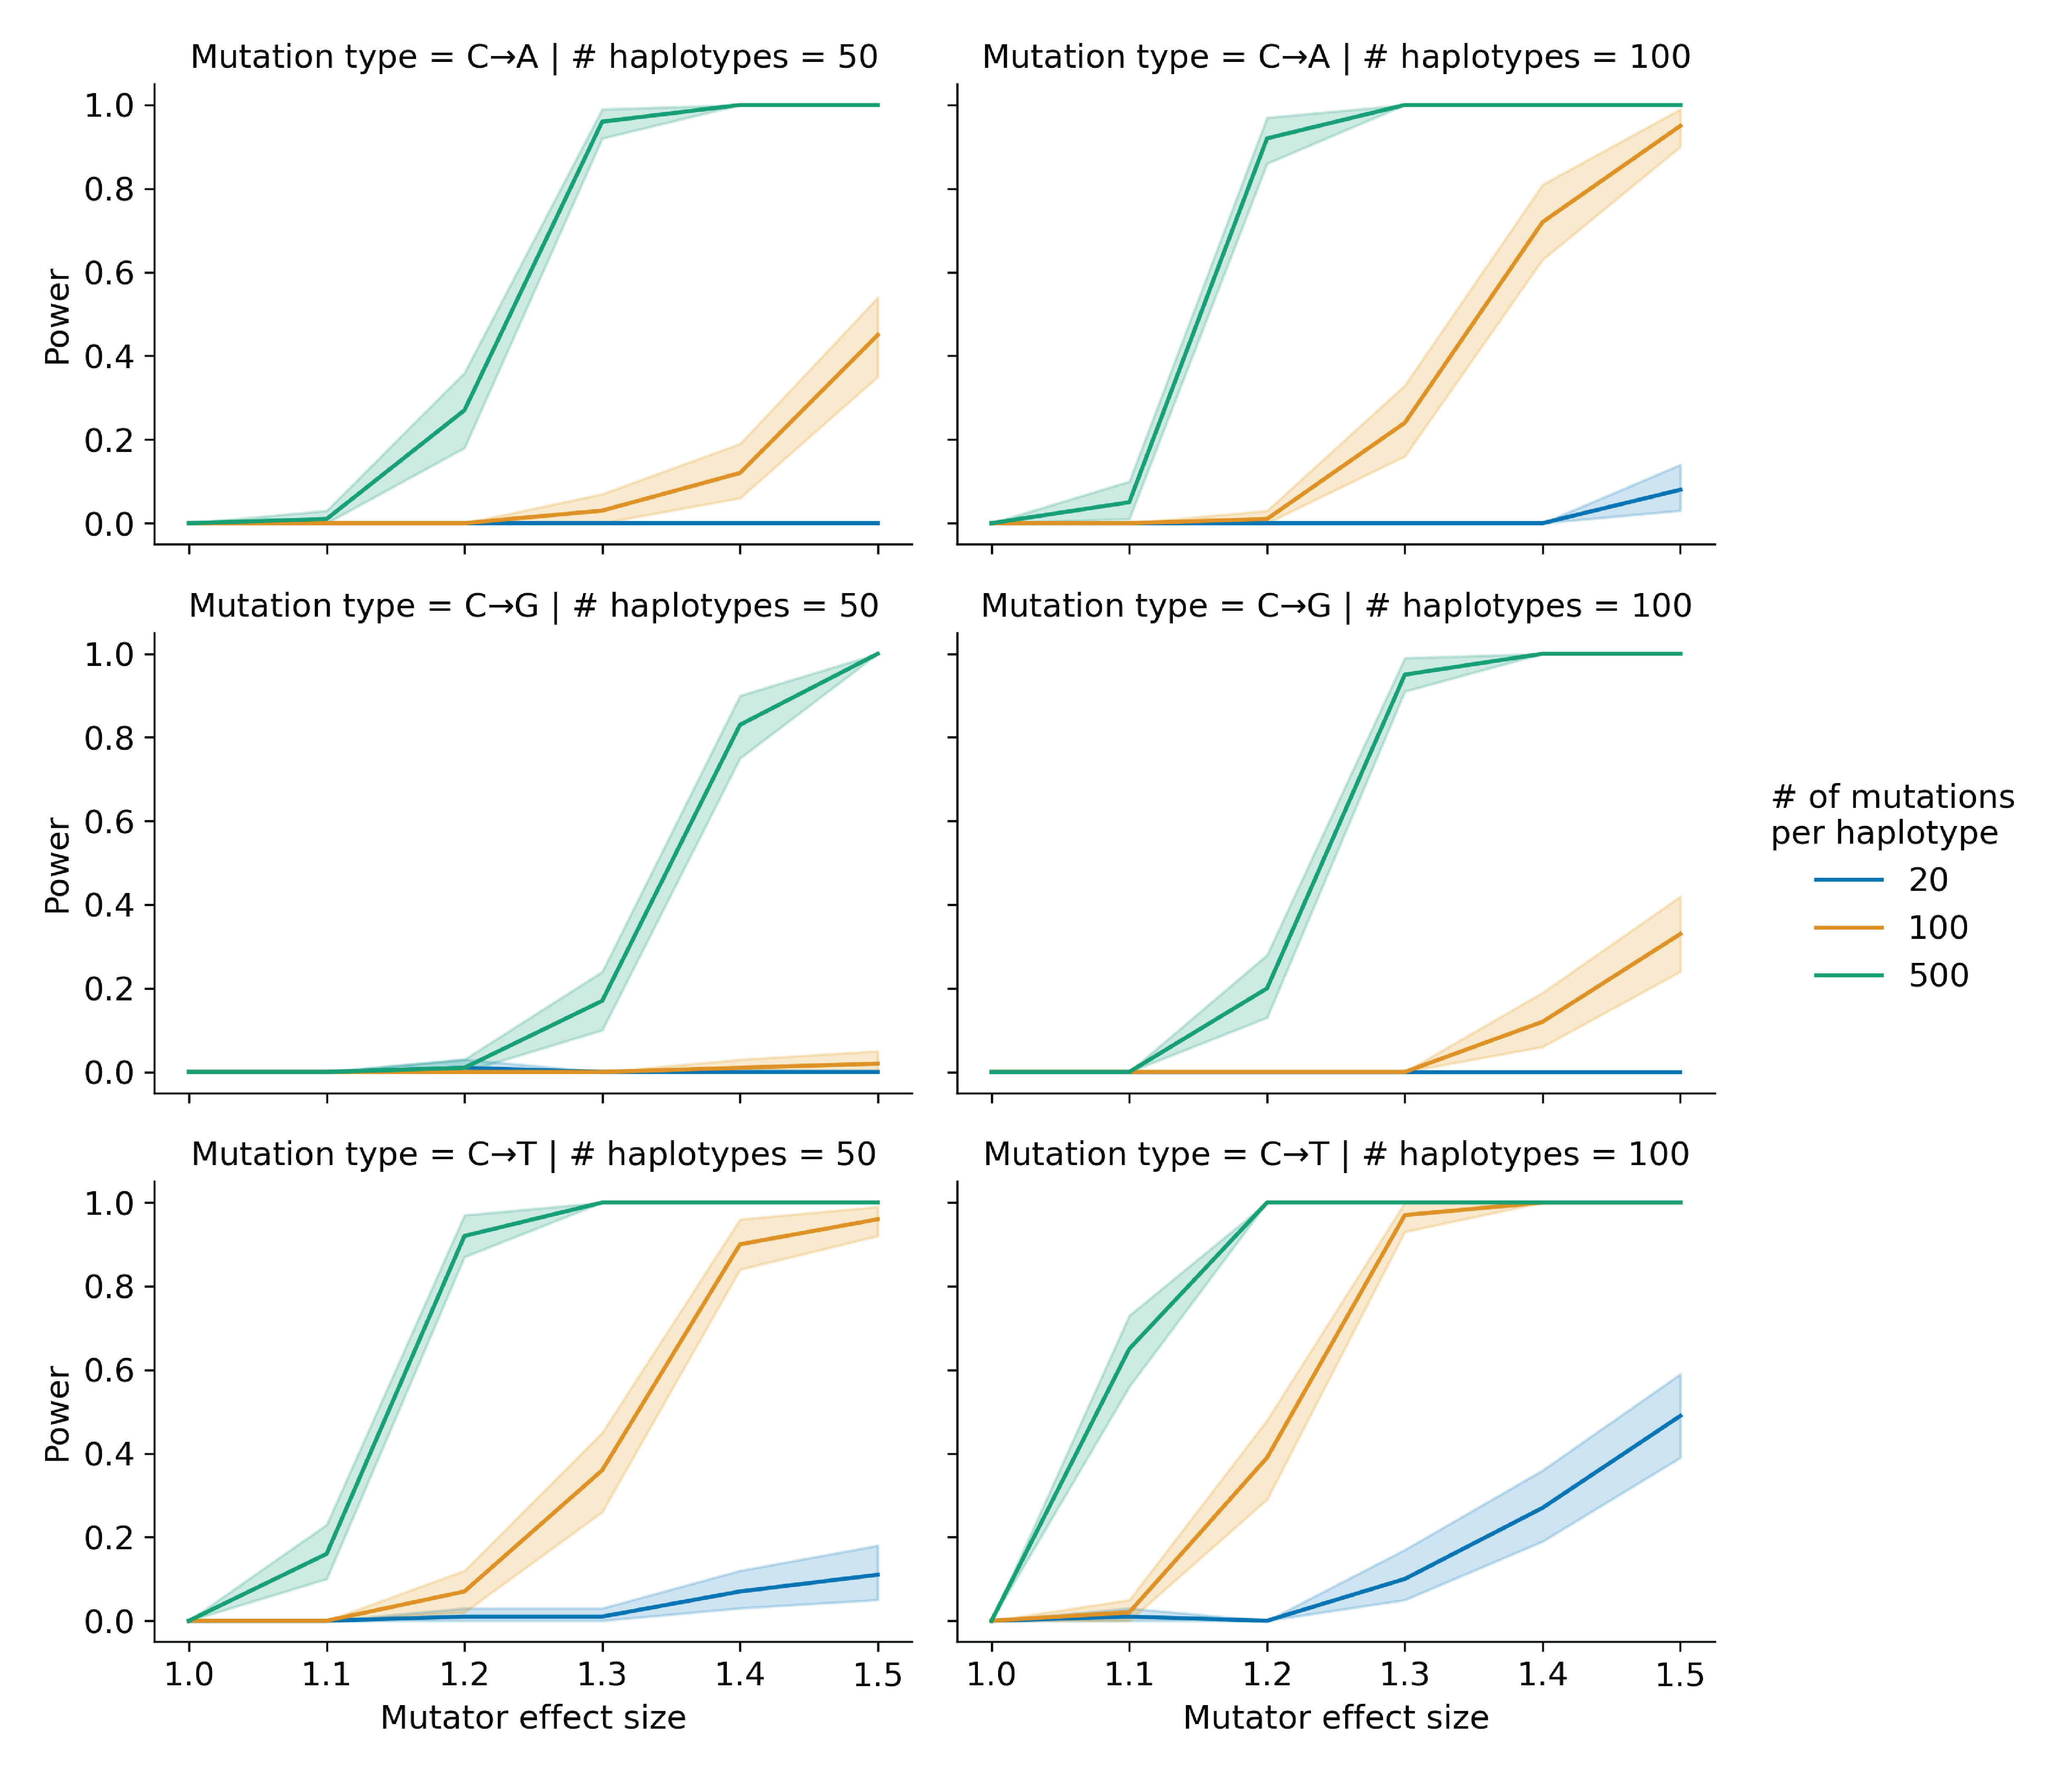 Mutation type = C→A | # haplotypes = 50
Mutation type = C→A | # haplotypes = 100
1.0
0.8
0.6
0.4
0.2
0.0
Power
Mutation type = C→G | # haplotypes = 50
Mutation type = C→G | # haplotypes = 100
1.0
0.8
0.6
0.4
0.2
0.0
Power
# of mutations
per haplotype
20
100
500
Mutation type = C→T | # haplotypes = 50
Mutation type = C→T | # haplotypes = 100
1.0
0.8
0.6
0.4
0.2
0.0
Power
1.0 1.1 1.2 1.3 1.4 1.5
Mutator effect size
1.0 1.1 1.2 1.3 1.4 1.5
Mutator effect size